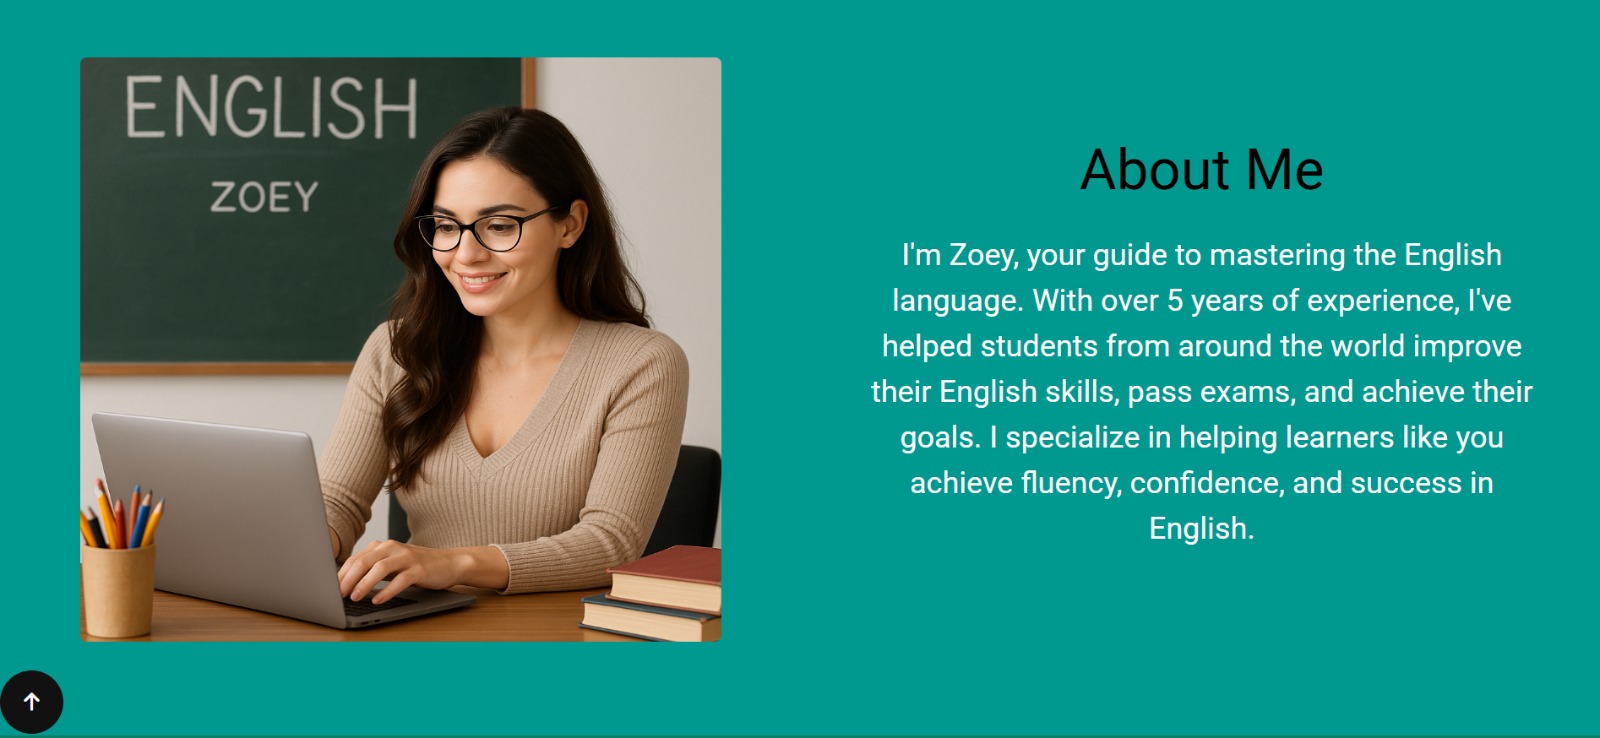 ENGLISH
ZOEY
About Me
I'm Zoey, your guide to mastering the English
language. With over 5 years of experience, I've
helped students from around the world improve
their English skills, pass exams, and achieve their
goals. I specialize in helping learners like you
achieve fluency, confidence, and success in
English.